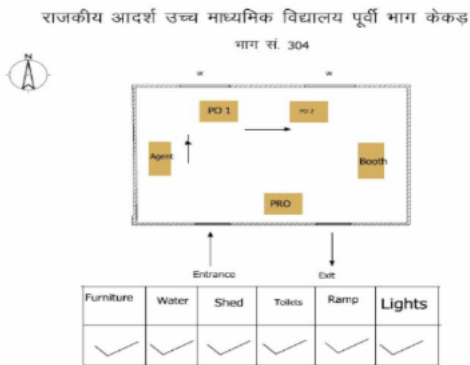 राजकीय आदर्श उच्च माध्यमिक विद्यालय पूर्वी भाग केकड़
भाग सं. 304
N
W W
PO 1 PO 2
Agent Booth
PRO
Entrance Exit
Furniture Water Shed Toilets Ramp Lights